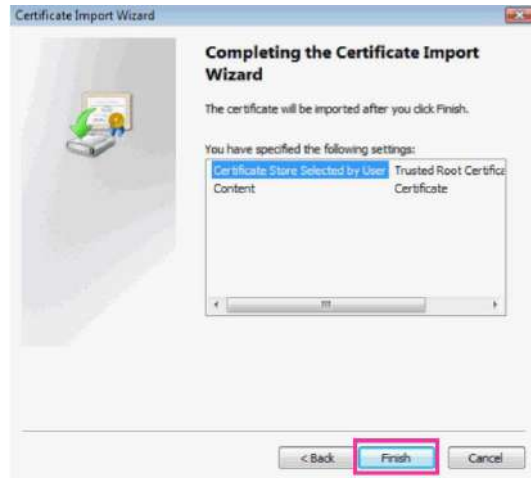 Certificate Import Wizard
Completing the Certificate Import
Wizard
The certificate will be imported after you click Finish.
You have specified the following settings:
Certificate Store Selected by User Trusted Root Certifica
Content Certificate
< Back Finish Cancel